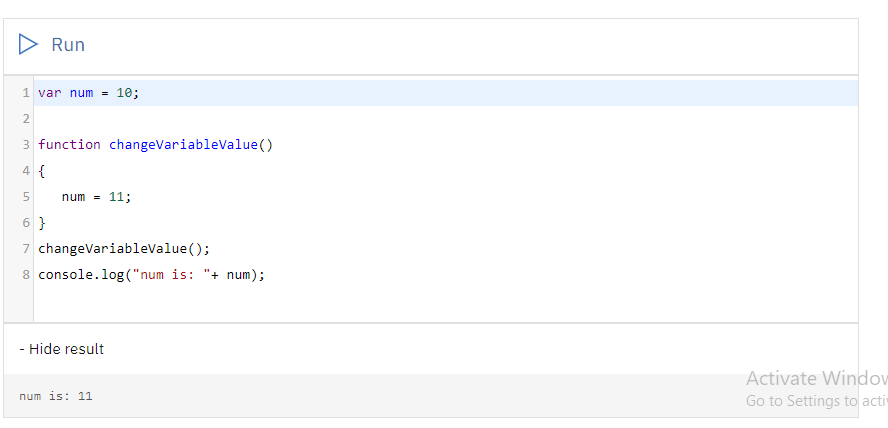 Run
1 var num = 10;
2
3 function changeVariableValue()
4 {
5 num = 11;
6 }
7 changeVariableValue();
8 console.log("num is: "+ num);
- Hide result
Activate Window
num is: 11
Go to Settings to acti